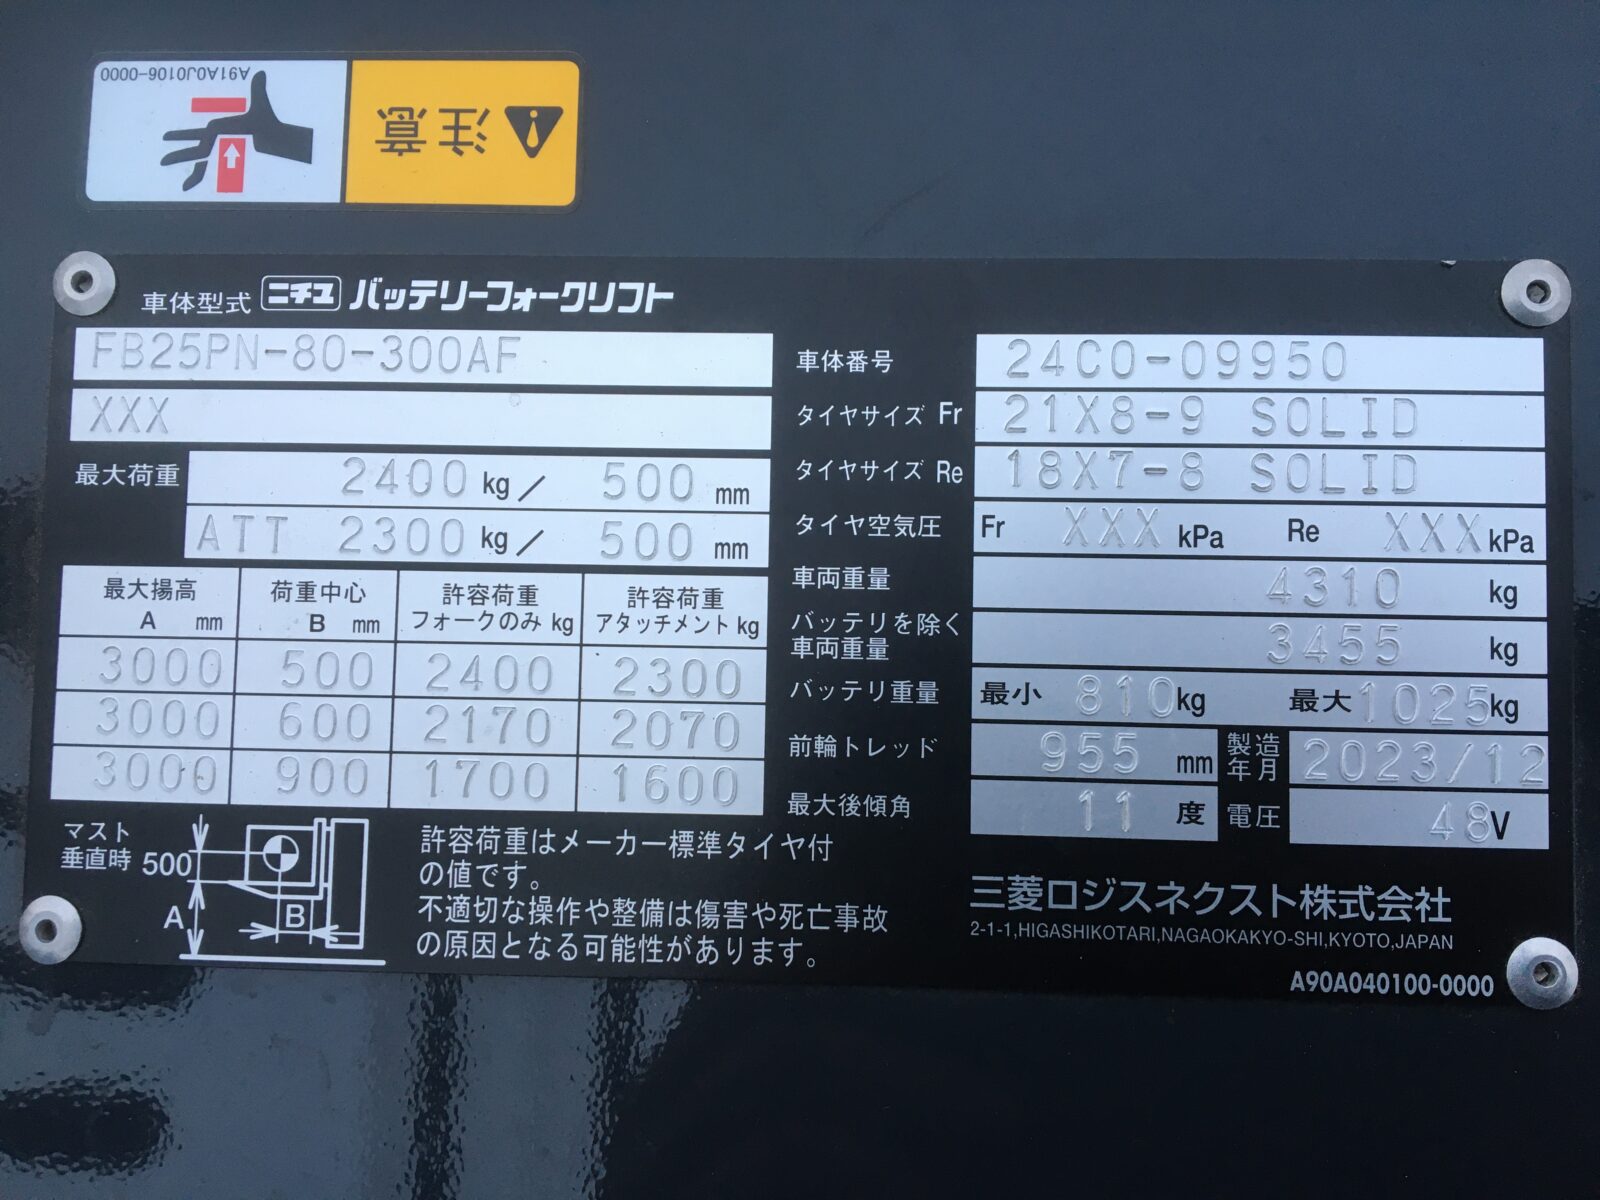 A91A0J0106-0000
注意
車体型式 ニチユ バッテリーフォークリフト
FB25PN-80-300AF
XXX
最大荷重 2400 kg / 500 mm
ATT 2300 kg / 500 mm
最大揚高 A mm 荷重中心 B mm 許容荷重 フォークのみ kg 許容荷重 アタッチメント kg
3000 500 2400 2300
3000 600 2170 2070
3000 900 1700 1600
マスト
垂直時 500
A
B
許容荷重はメーカー標準タイヤ付
の値です。
不適切な操作や整備は傷害や死亡事故
の原因となる可能性があります。
車体番号 24C0-09950
タイヤサイズ Fr 21X8-9 SOLID
タイヤサイズ Re 18X7-8 SOLID
タイヤ空気圧 Fr XXX kPa Re XXX kPa
車両重量 4310 kg
バッテリを除く
車両重量 3455 kg
バッテリ重量 最小 810 kg 最大 1025 kg
前輪トレッド 955 mm 製造年月 2023/12
最大後傾角 11 度 電圧 48 V
三菱ロジスネクスト株式会社
2-1-1,HIGASHIKOTARI,NAGAOKAKYO-SHI,KYOTO,JAPAN
A90A040100-0000